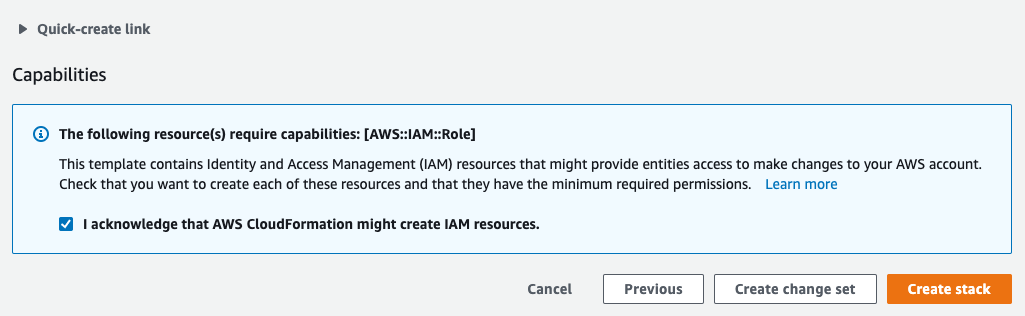 Quick-create link
Capabilities
The following resource(s) require capabilities: [AWS::IAM::Role]
This template contains Identity and Access Management (IAM) resources that might provide entities access to make changes to your AWS account.
Check that you want to create each of these resources and that they have the minimum required permissions. Learn more
I acknowledge that AWS CloudFormation might create IAM resources.
Cancel Previous Create change set Create stack